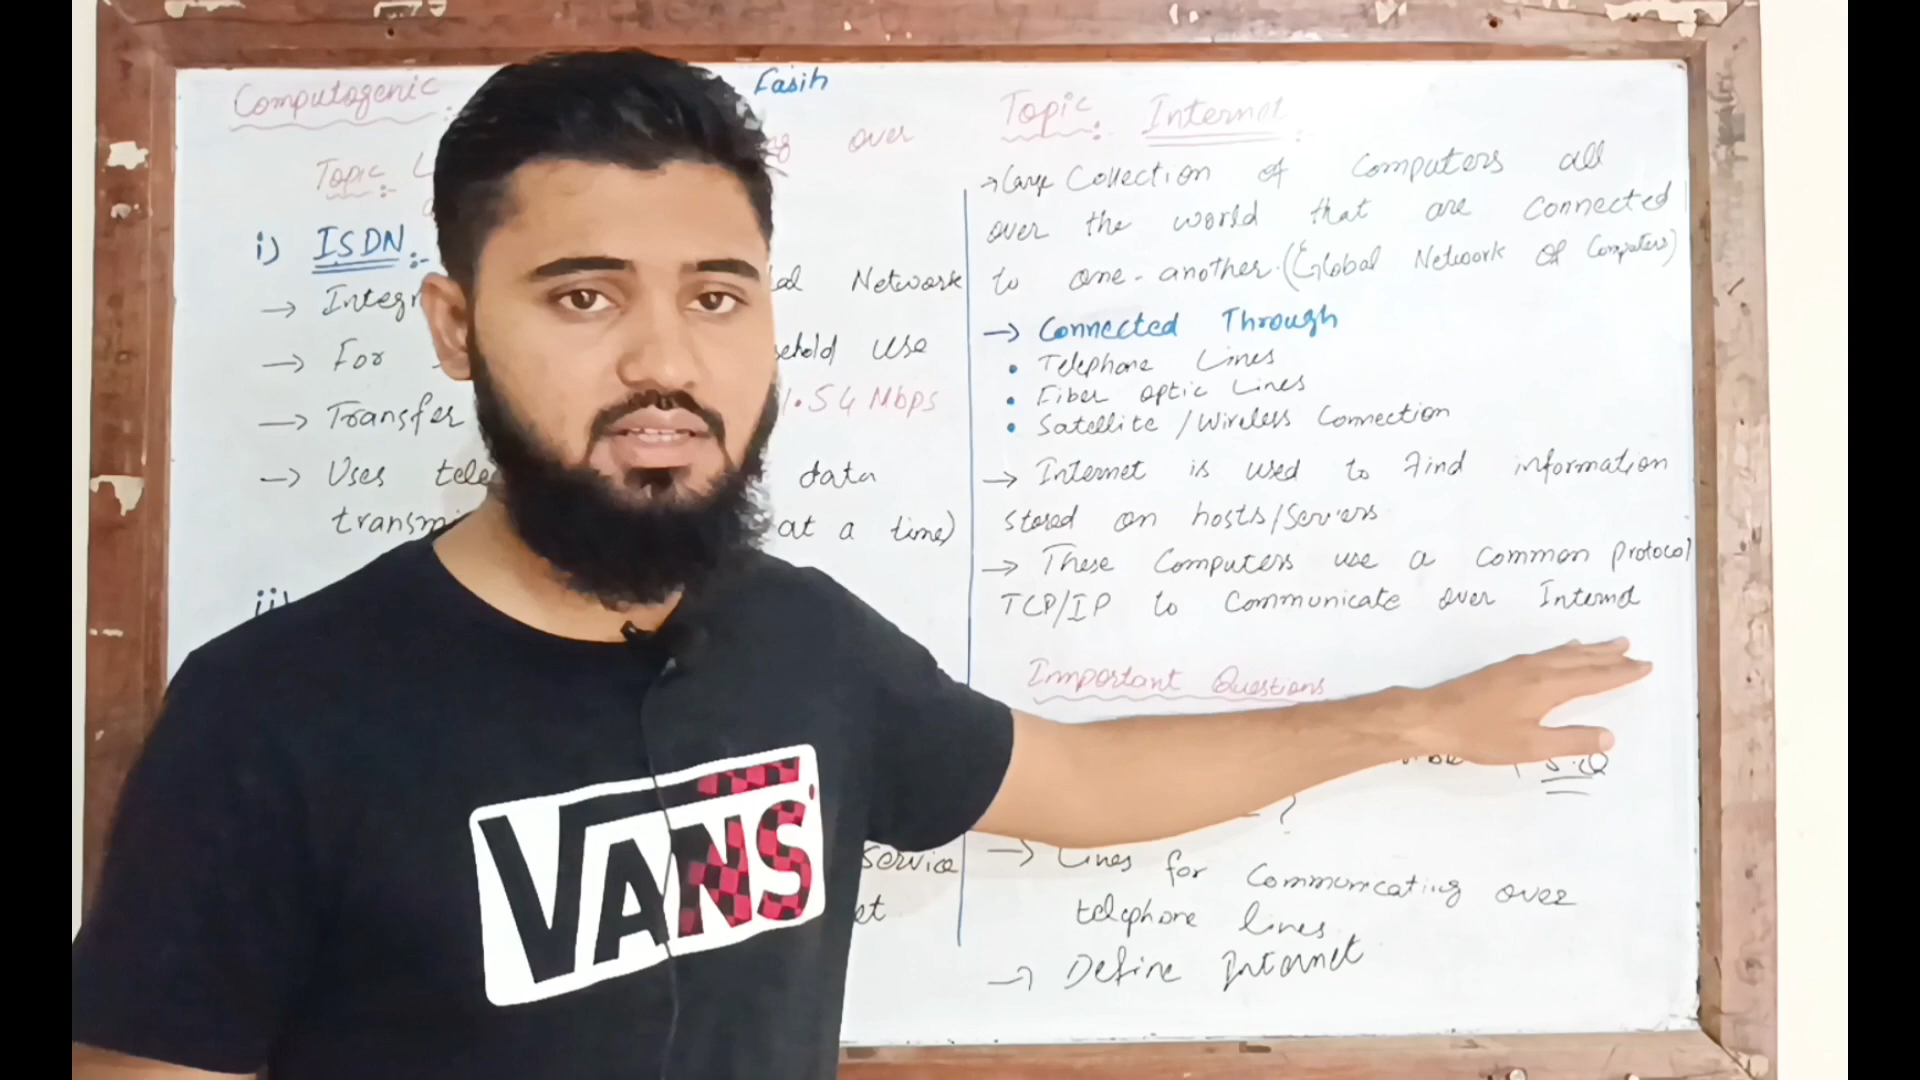 Computogenic
Fasih
Topic :-
over
i) ISDN :-
→ Integr
Network
→ For
sehold use
→ Transfer
1.54 Mbps
→ Uses tele
data
transmi
at a time)
ii)
service
et
Topic :- Internet :-
→ Large Collection of Computers all
over the world that are Connected
to one-another. (Global Network of Computers)
→ Connected Through
• Telephone Lines
• Fiber optic Lines
• Satellite / Wireless Connection
→ Internet is used to find information
stored on hosts/Servers
→ These Computers use a common protocol
TCP/IP to Communicate over Internet
Important Questions
?
→ Lines for Communicating over
telephone lines
→ Define Internet
VANS